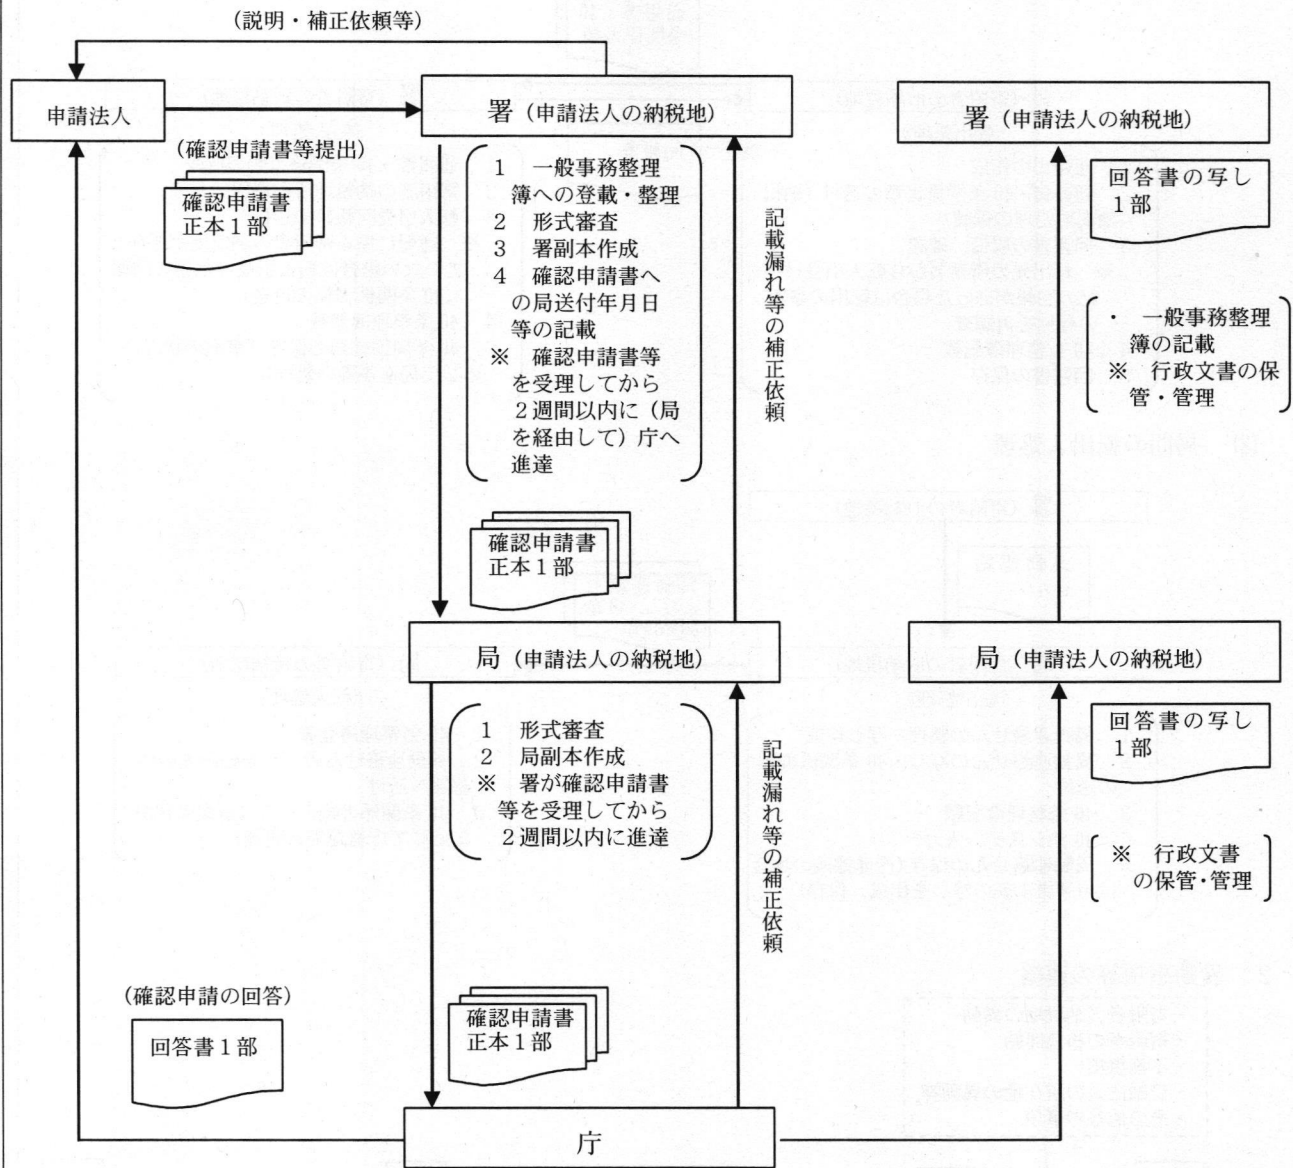 (説明・補正依頼等)
申請法人
署(申請法人の納税地)
署(申請法人の納税地)
(確認申請書等提出)
確認申請書
正本1部
1 一般事務整理
簿への登載・整理
2 形式審査
3 署副本作成
4 確認申請書へ
の局送付年月日
等の記載
※ 確認申請書等
を受理してから
2週間以内に(局
を経由して)庁へ
進達
記載漏れ等の補正依頼
回答書の写し
1部
・ 一般事務整理
簿の記載
※ 行政文書の保
管・管理
確認申請書
正本1部
局(申請法人の納税地)
局(申請法人の納税地)
1 形式審査
2 局副本作成
※ 署が確認申請書
等を受理してから
2週間以内に進達
記載漏れ等の補正依頼
回答書の写し
1部
※ 行政文書
の保管・管理
(確認申請の回答)
回答書1部
確認申請書
正本1部
庁